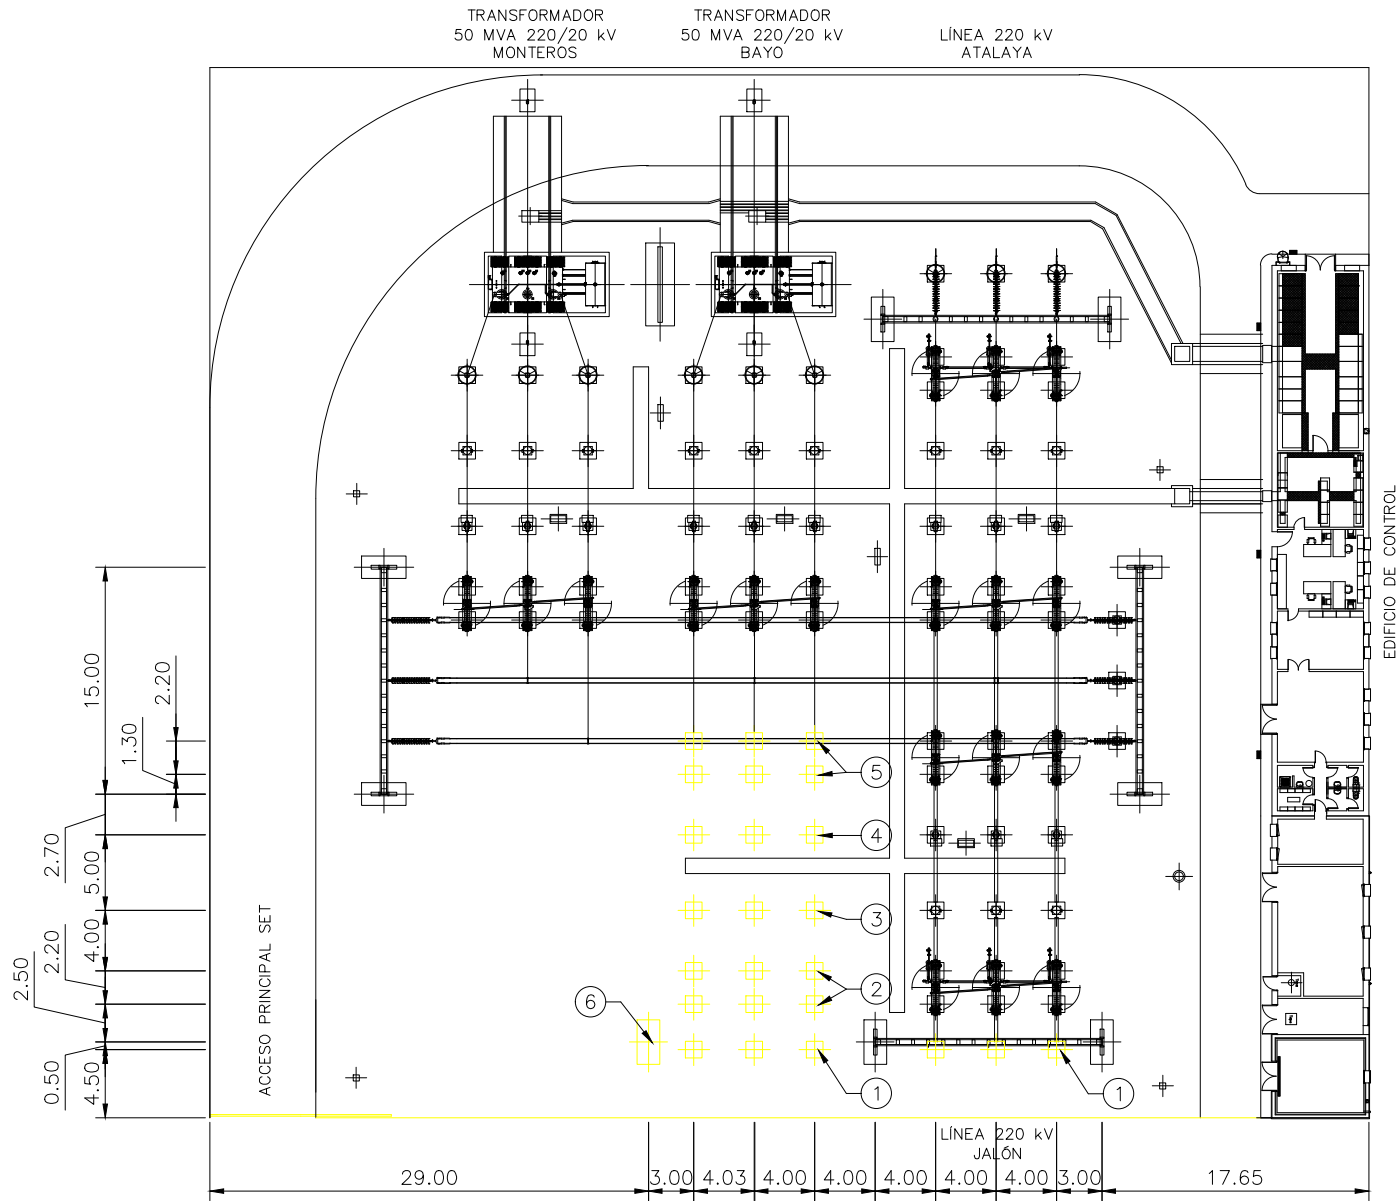 TRANSFORMADOR
50 MVA 220/20 kV
MONTEROS
TRANSFORMADOR
50 MVA 220/20 kV
BAYO
LÍNEA 220 kV
ATALAYA
EDIFICIO DE CONTROL
15.00
2.20
1.30
2.70
5.00
2.20
4.00
2.50
0.50
4.50
ACCESO PRINCIPAL SET
5
4
3
2
6
1
1
LÍNEA 220 kV
JALÓN
29.00
3.00
4.03
4.00
4.00
4.00
4.00
4.00
3.00
17.65